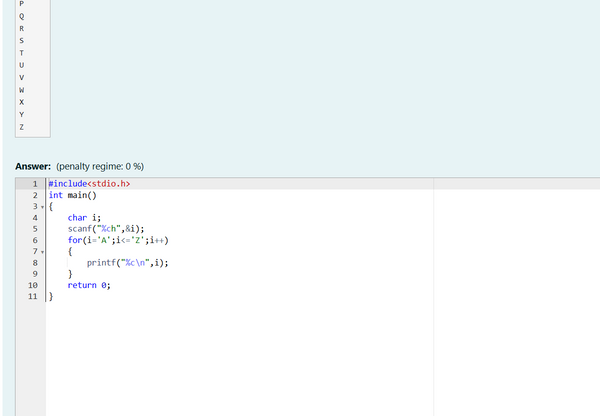 P
Q
R
S
T
U
V
W
X
Y
Z
Answer: (penalty regime: 0 %)
1 #include<stdio.h>
2 int main()
3 {
4     char i;
5     scanf("%ch",&i);
6     for(i='A';i<='Z';i++)
7     {
8         printf("%c\n",i);
9     }
10     return 0;
11 }